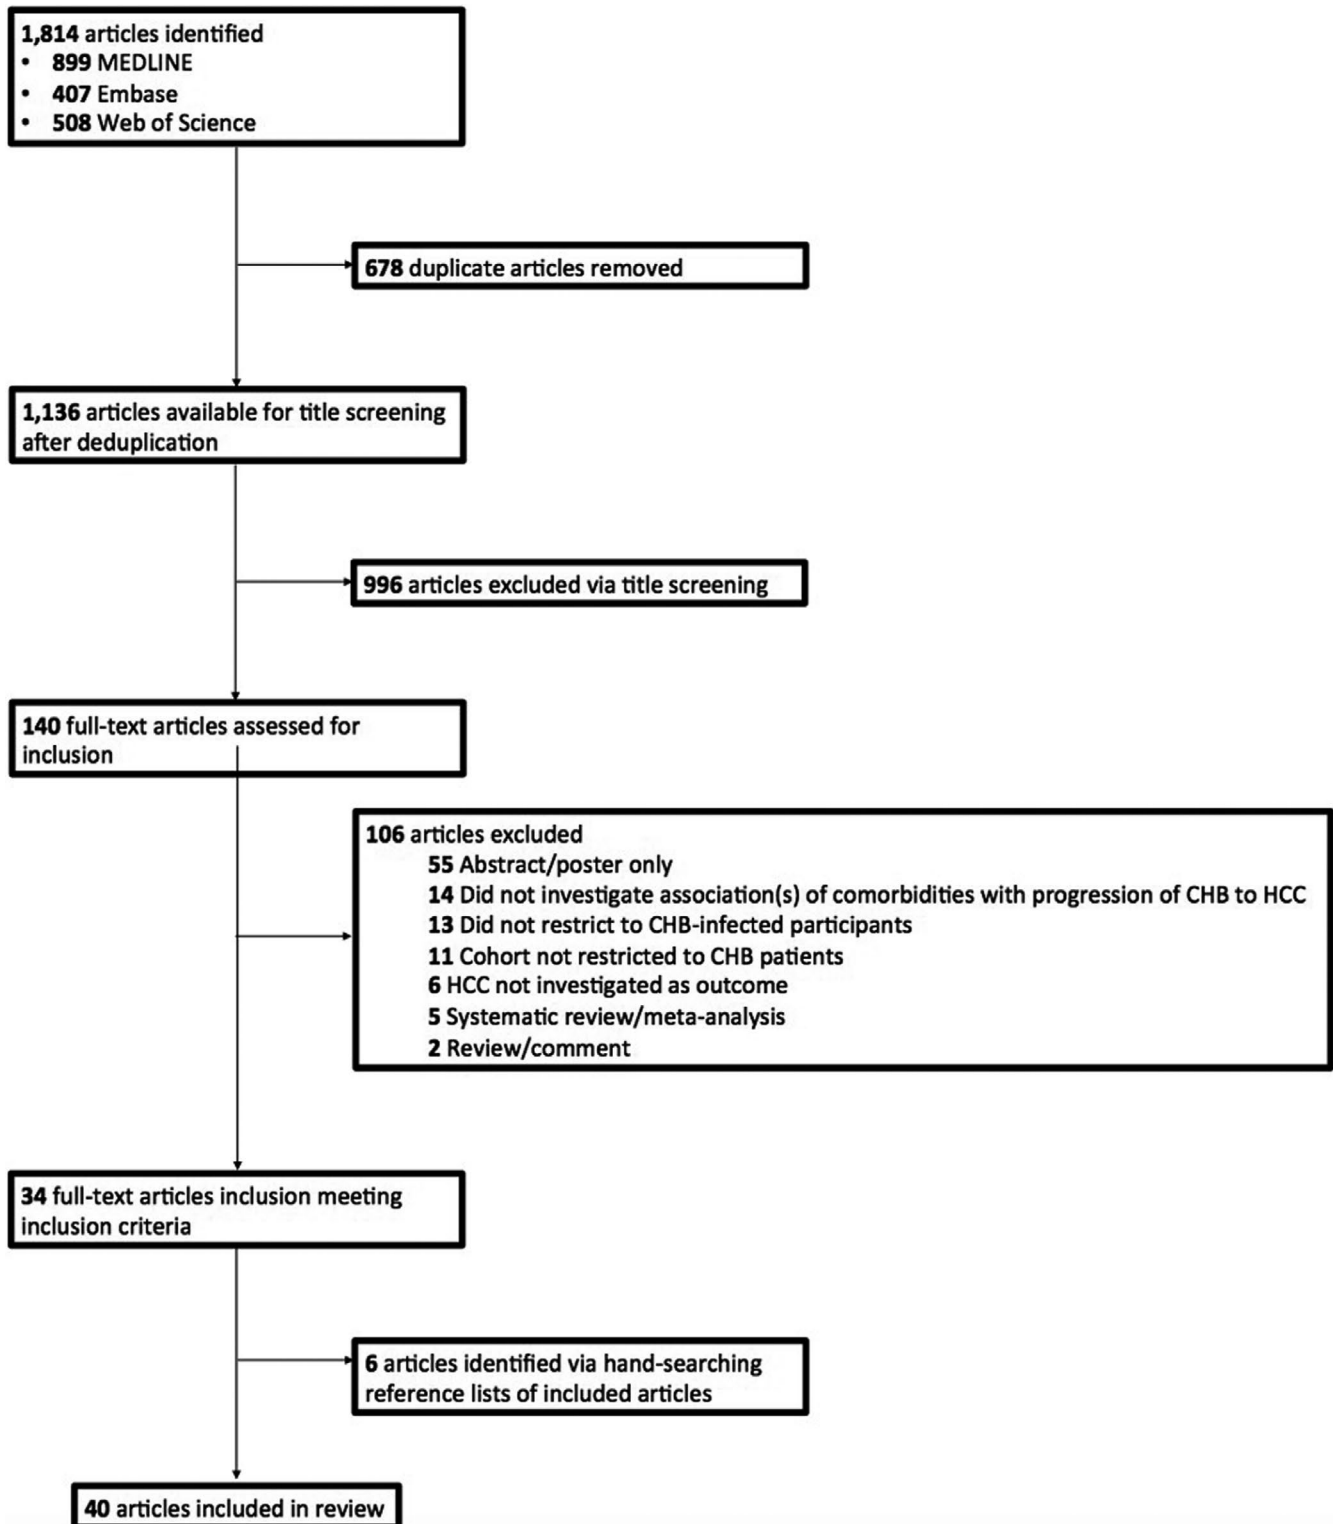 1,814 articles identified
• 899 MEDLINE
• 407 Embase
• 508 Web of Science
678 duplicate articles removed
1,136 articles available for title screening
after deduplication
996 articles excluded via title screening
140 full-text articles assessed for
inclusion
106 articles excluded
55 Abstract/poster only
14 Did not investigate association(s) of comorbidities with progression of CHB to HCC
13 Did not restrict to CHB-infected participants
11 Cohort not restricted to CHB patients
6 HCC not investigated as outcome
5 Systematic review/meta-analysis
2 Review/comment
34 full-text articles inclusion meeting
inclusion criteria
6 articles identified via hand-searching
reference lists of included articles
40 articles included in review